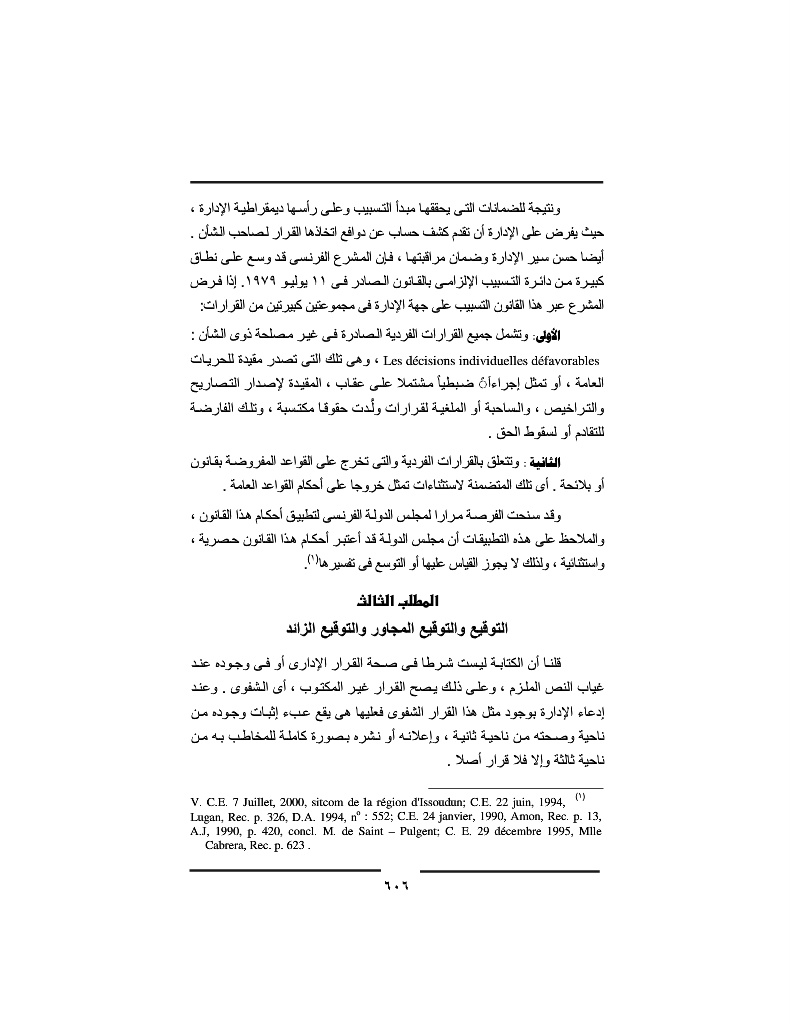 ونتيجة للضمانات التى يحققها مبدأ التسبيب وعلى رأسها ديمقراطية الإدارة ،
حيث يفرض على الإدارة أن تقدم كشف حساب عن دوافع اتخاذها القرار لصاحب الشأن .
أيضا حسن سير الإدارة وضمان مراقبتها ، فإن المشرع الفرنسى قد وسع على نطاق
كبيرة من دائرة التسبيب الإلزامى بالقانون الصادر فى ١١ يوليو ١٩٧٩. إذا فرض
المشرع عبر هذا القانون التسبيب على جهة الإدارة فى مجموعتين كبيرتين من القرارات:
الأولى: وتشمل جميع القرارات الفردية الصادرة فى غير مصلحة ذوى الشأن :
Les décisions individuelles défavorables ، وهى تلك التى تصدر مقيدة للحريات
العامة ، أو تمثل إجراءاً ضبطياً مشتملا على عقاب ، المقيدة لإصدار التصاريح
والتراخيص ، والساحبة أو الملغية لقرارات ولَّدت حقوقا مكتسبة ، وتلك الفارضة
للتقادم أو لسقوط الحق .
الثانية : وتتعلق بالقرارات الفردية والتى تخرج على القواعد المفروضة بقانون
أو بلائحة . أى تلك المتضمنة لاستثناءات تمثل خروجا على أحكام القواعد العامة .
وقد سنحت الفرصة مرارا لمجلس الدولة الفرنسى لتطبيق أحكام هذا القانون ،
والملاحظ على هذه التطبيقات أن مجلس الدولة قد أعتبر أحكام هذا القانون حصرية ،
واستثنائية ، ولذلك لا يجوز القياس عليها أو التوسع فى تفسيرها(١).
المطلب الثالث
التوقيع والتوقيع المجاور والتوقيع الزائد
قلنا أن الكتابة ليست شرطا فى صحة القرار الإدارى أو فى وجوده عند
غياب النص الملزم ، وعلى ذلك يصح القرار غير المكتوب ، أى الشفوى . وعند
إدعاء الإدارة بوجود مثل هذا القرار الشفوى فعليها هى يقع عبء إثبات وجوده من
ناحية وصحته من ناحية ثانية ، وإعلانه أو نشره بصورة كاملة للمخاطب به من
ناحية ثالثة وإلا فلا قرار أصلا .
V. C.E. 7 Juillet, 2000, sitcom de la région d'Issoudun; C.E. 22 juin, 1994, (١)
Lugan, Rec. p. 326, D.A. 1994, nº : 552; C.E. 24 janvier, 1990, Amon, Rec. p. 13,
A.J, 1990, p. 420, concl. M. de Saint – Pulgent; C. E. 29 décembre 1995, Mlle
Cabrera, Rec. p. 623 .
٦٠٦